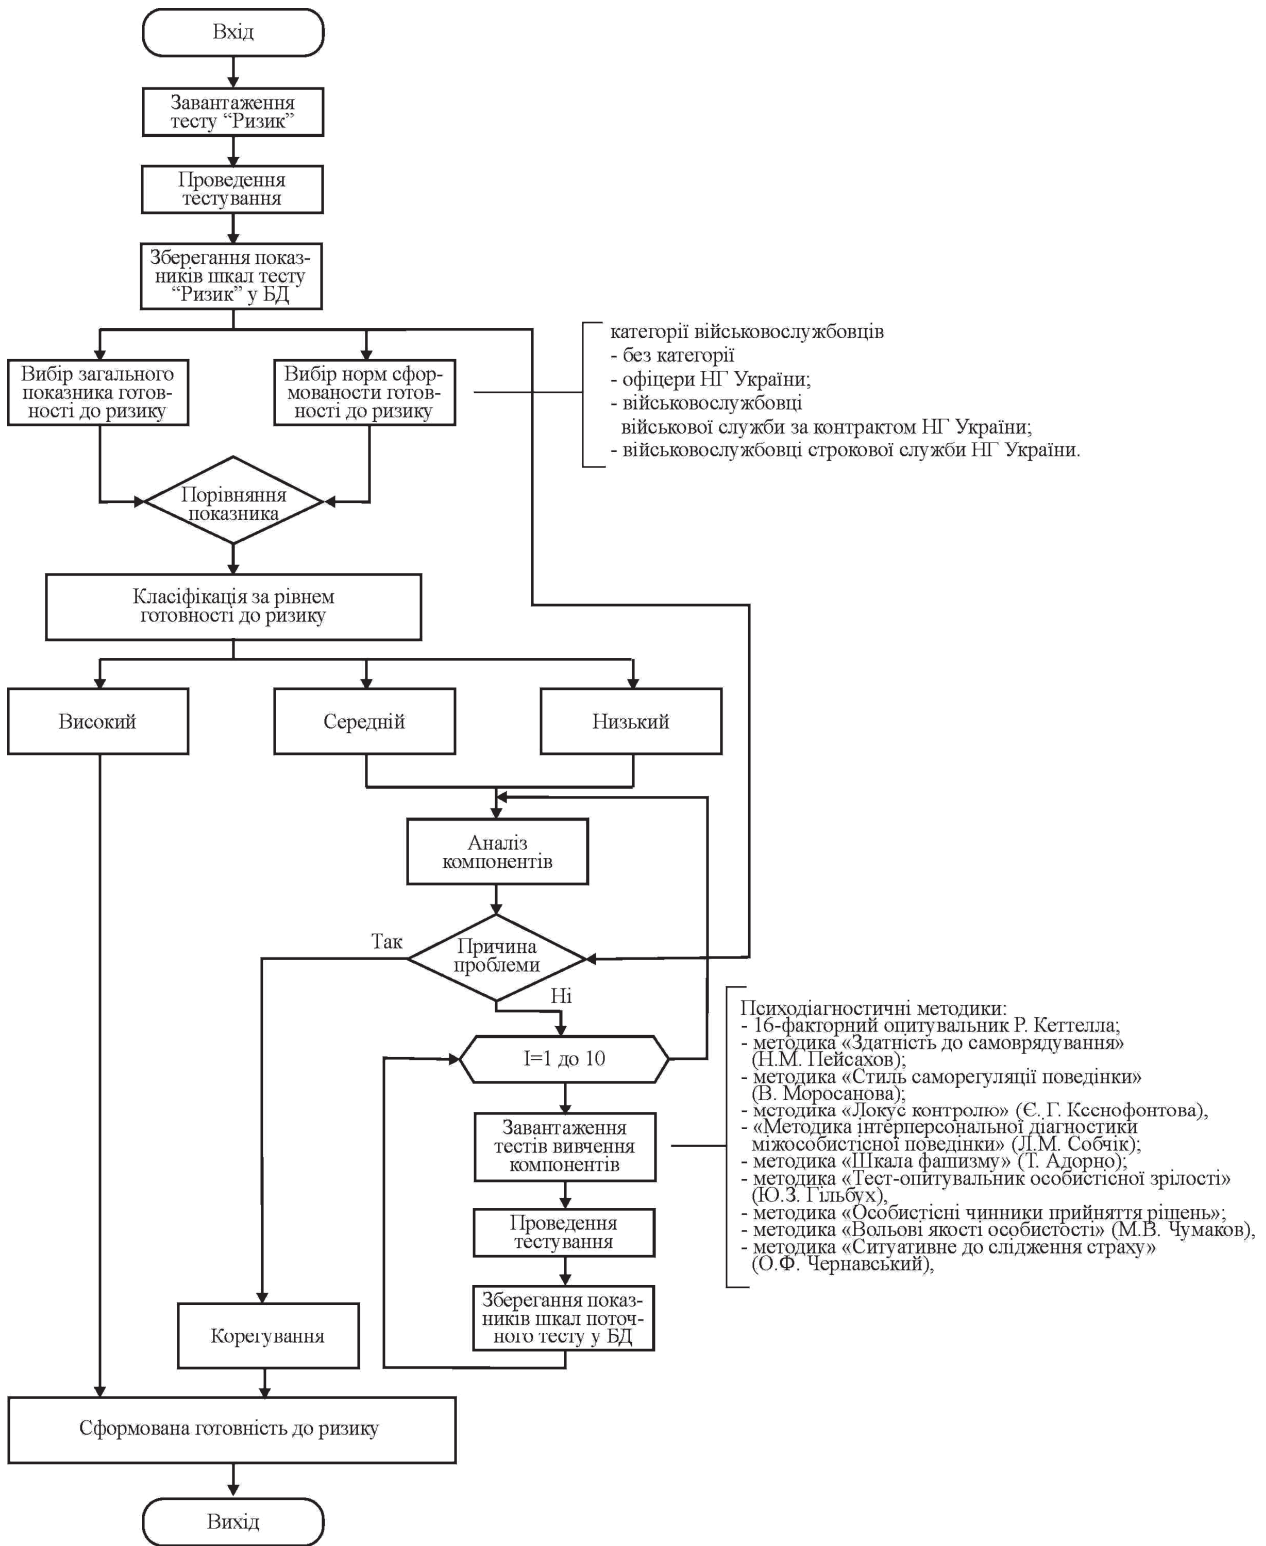 Вхід
Завантаження
тесту “Ризик”
Проведення
тестування
Зберегання показ-
ників шкал тесту
“Ризик” у БД
Вибір загального
показника готов-
ності до ризику
Вибір норм сфор-
мованости готов-
ності до ризику
категорії військовослужбовців
- без категорії
- офіцери НГ України;
- військовослужбовці
військової служби за контрактом НГ України;
- військовослужбовці строкової служби НГ України.
Порівняння
показника
Класіфікація за рівнем
готовності до ризику
Високий
Середній
Низький
Аналіз
компонентів
Так
Причина
проблеми
Ні
I=1 до 10
Завантаження
тестів вивчення
компонентів
Проведення
тестування
Зберегання показ-
ників шкал поточ-
ного тесту у БД
Психодіагностичні методики:
- 16-факторний опитувальник Р. Кеттелла;
- методика «Здатність до самоврядування»
(Н.М. Пейсахов);
- методика «Стиль саморегуляції поведінки»
(В. Моросанова);
- методика «Локус контролю» (Є. Г. Ксенофонтова),
- «Методика інтерперсональної діагностики
міжособистісної поведінки» (Л.М. Собчік);
- методика «Шкала фашизму» (Т. Адорно);
- методика «Тест-опитувальник особистісної зрілості»
(Ю.З. Гільбух),
- методика «Особистісні чинники прийняття рішень»;
- методика «Вольові якості особистості» (М.В. Чумаков),
- методика «Ситуативне до слідження страху»
(О.Ф. Чернавський),
Корегування
Сформована готовність до ризику
Вихід